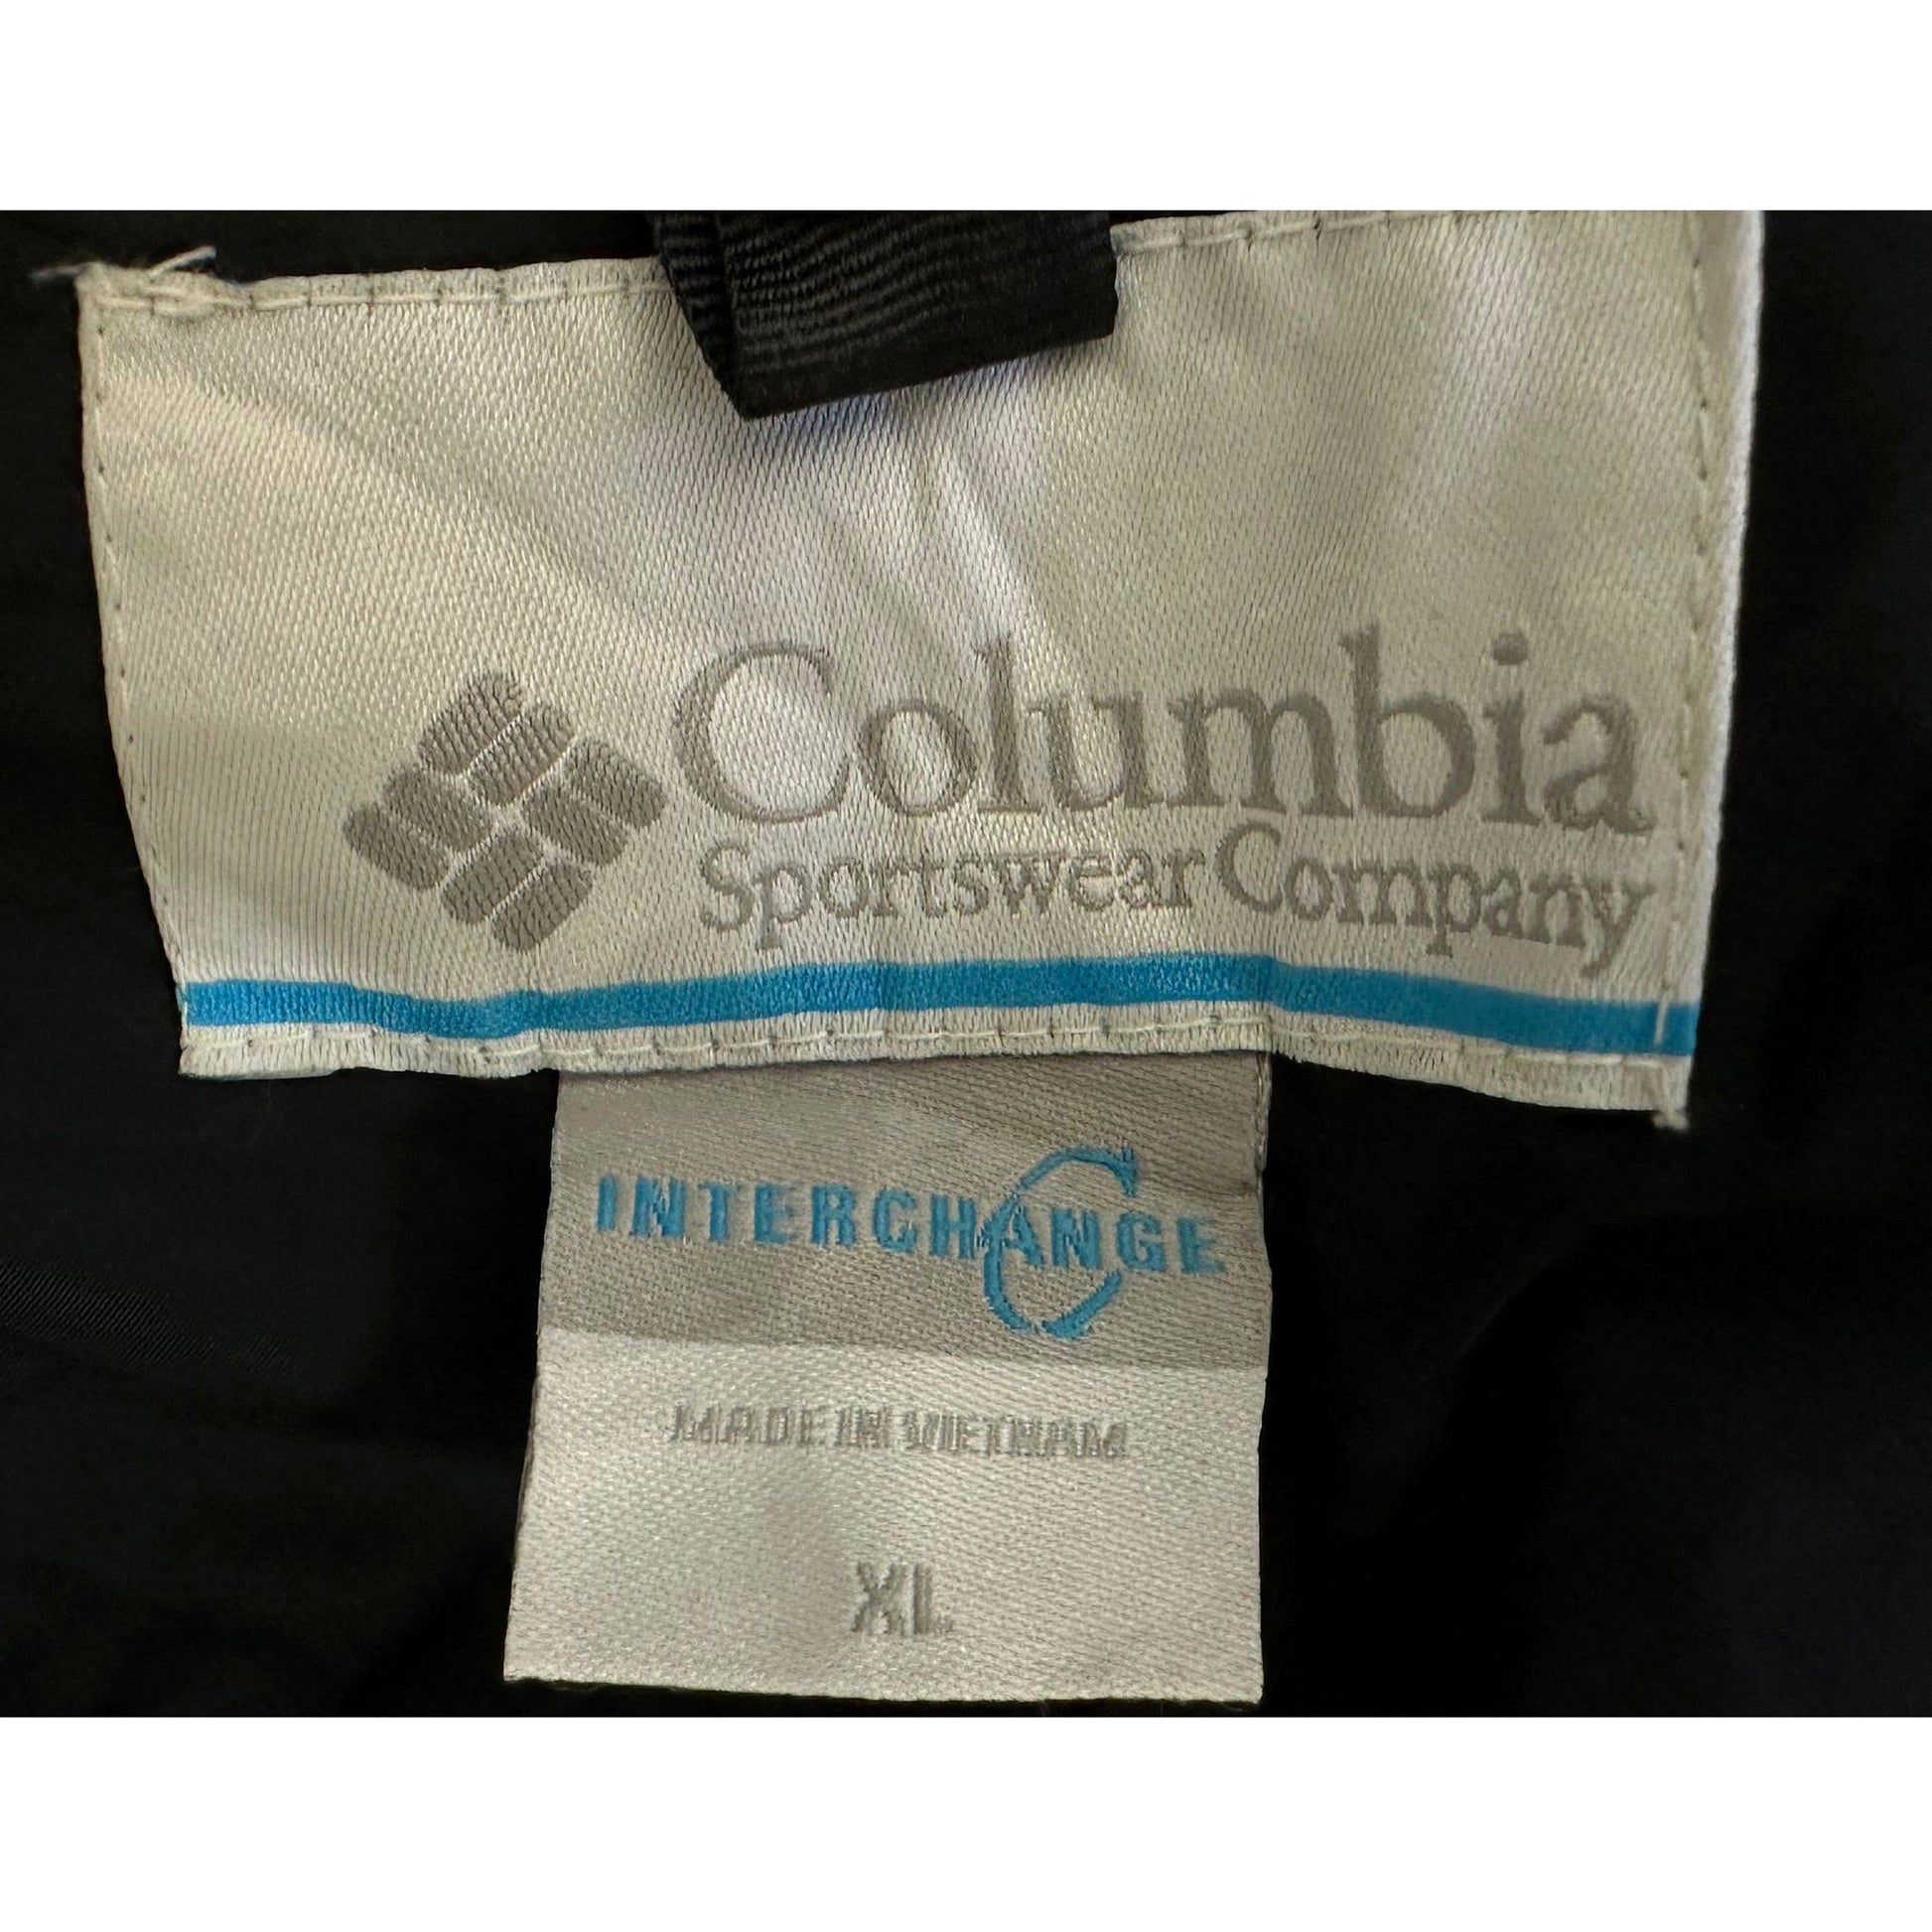 Columbia
Sportswear Company
INTERCHANGE
MADE IN VIETNAM
XL